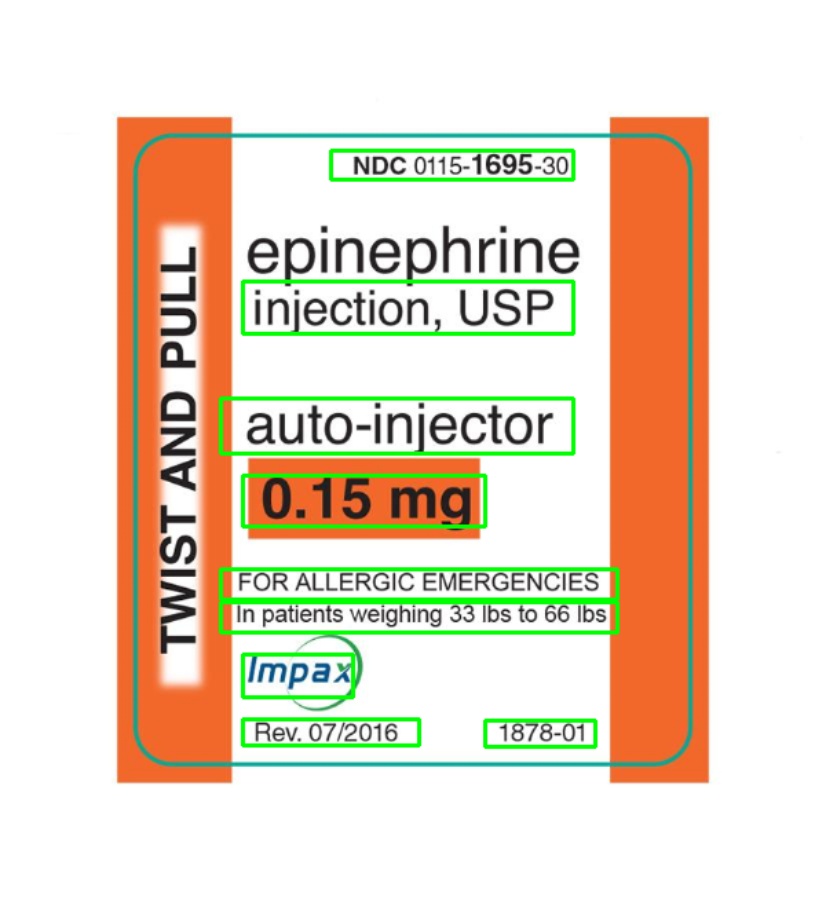 NDC 0115-1695-30
epinephrine
injection, USP
auto-injector
0.15 mg
FOR ALLERGIC EMERGENCIES
In patients weighing 33 lbs to 66 lbs
Impax
Rev. 07/2016
1878-01
TWIST AND PULL